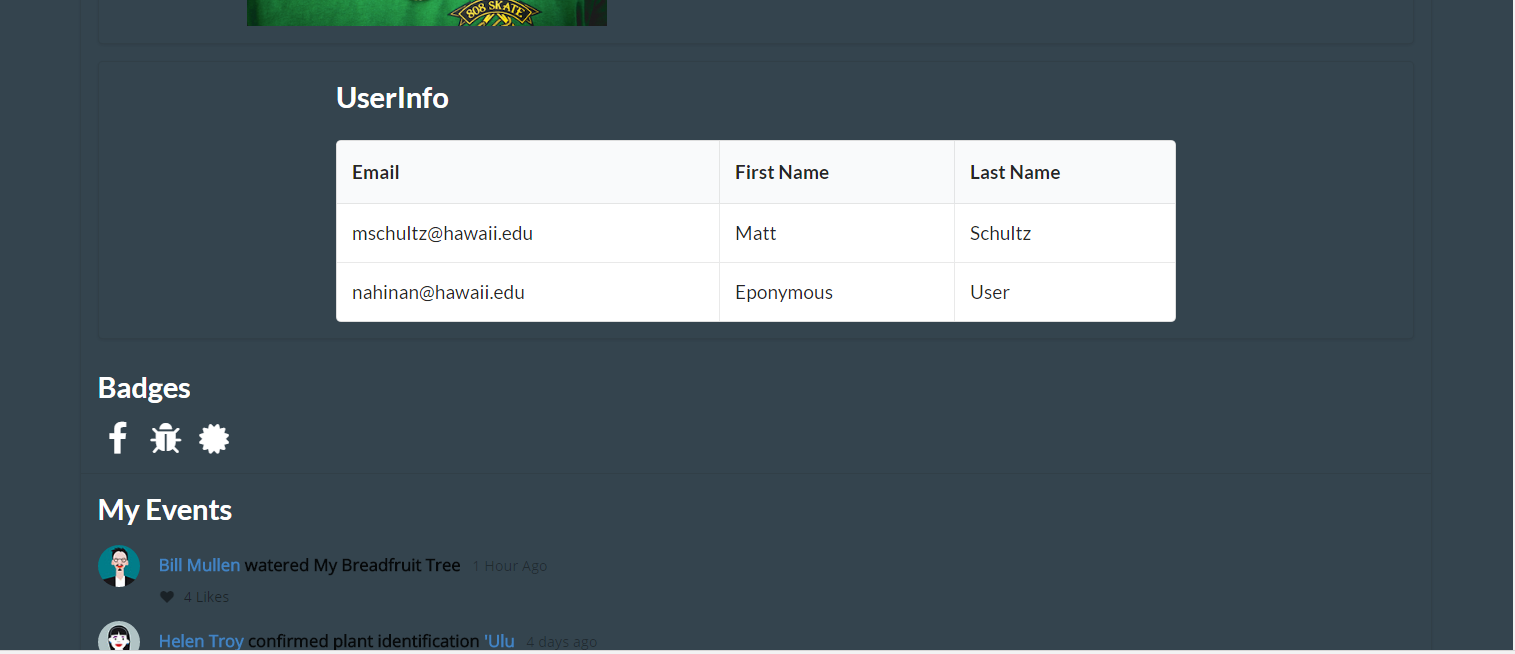 808 SKATE
UserInfo
Email First Name Last Name
mschultz@hawaii.edu Matt Schultz
nahinan@hawaii.edu Eponymous User
Badges
My Events
Bill Mullen watered My Breadfruit Tree 1 Hour Ago
4 Likes
Helen Troy confirmed plant identification 'Ulu 4 days ago